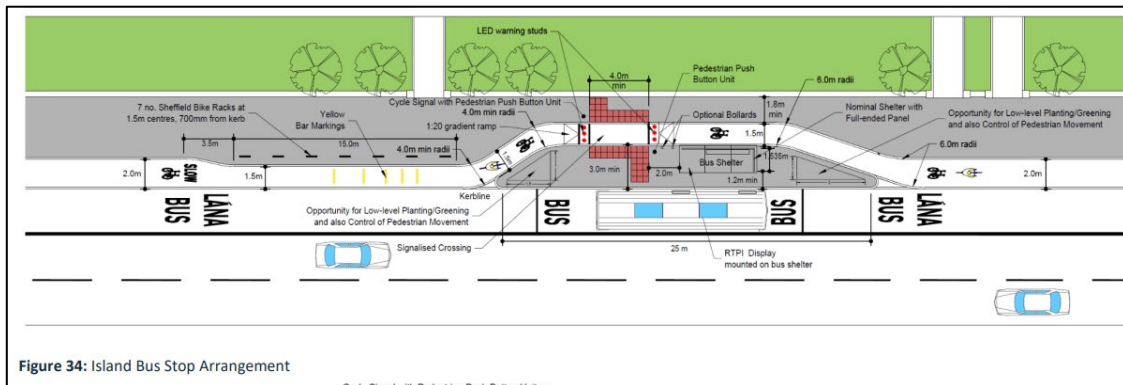 LED warning studs
4.0m
min
Pedestrian Push
Button Unit
6.0m radii
7 no. Sheffield Bike Racks at
1.5m centres, 700mm from kerb
Yellow
Bar Markings
Cycle Signal with Pedestrian Push Button Unit
4.0m min radii
1:20 gradient ramp
Optional Bollards
1.8m
min
1.5m
Nominal Shelter with
Full-ended Panel
Opportunity for Low-level Planting/Greening
and also Control of Pedestrian Movement
3.5m
15.0m
4.0m min radius
1.5m
2.0m
SLOW
1.5m
3.0m min
2.0m
Bus Shelter
1.635m
1.2m min
6.0m radii
2.0m
Kerbline
LÁNA
BUS
Opportunity for Low-level Planting/Greening
and also Control of Pedestrian Movement
BUS
BUS
LÁNA
BUS
Signalised Crossing
25 m
RTPI Display
mounted on bus shelter
Figure 34: Island Bus Stop Arrangement